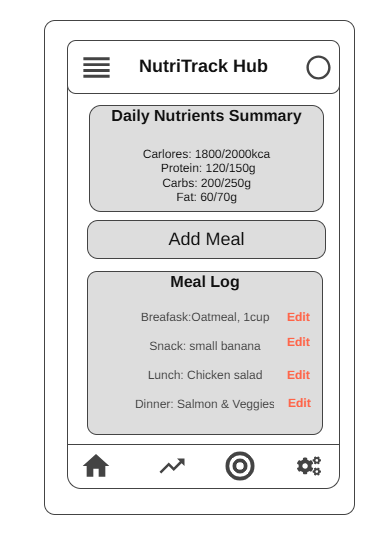 NutriTrack Hub
Daily Nutrients Summary
Carlores: 1800/2000kca
Protein: 120/150g
Carbs: 200/250g
Fat: 60/70g
Add Meal
Meal Log
Breafask:Oatmeal, 1cup Edit
Snack: small banana Edit
Lunch: Chicken salad Edit
Dinner: Salmon & Veggies Edit